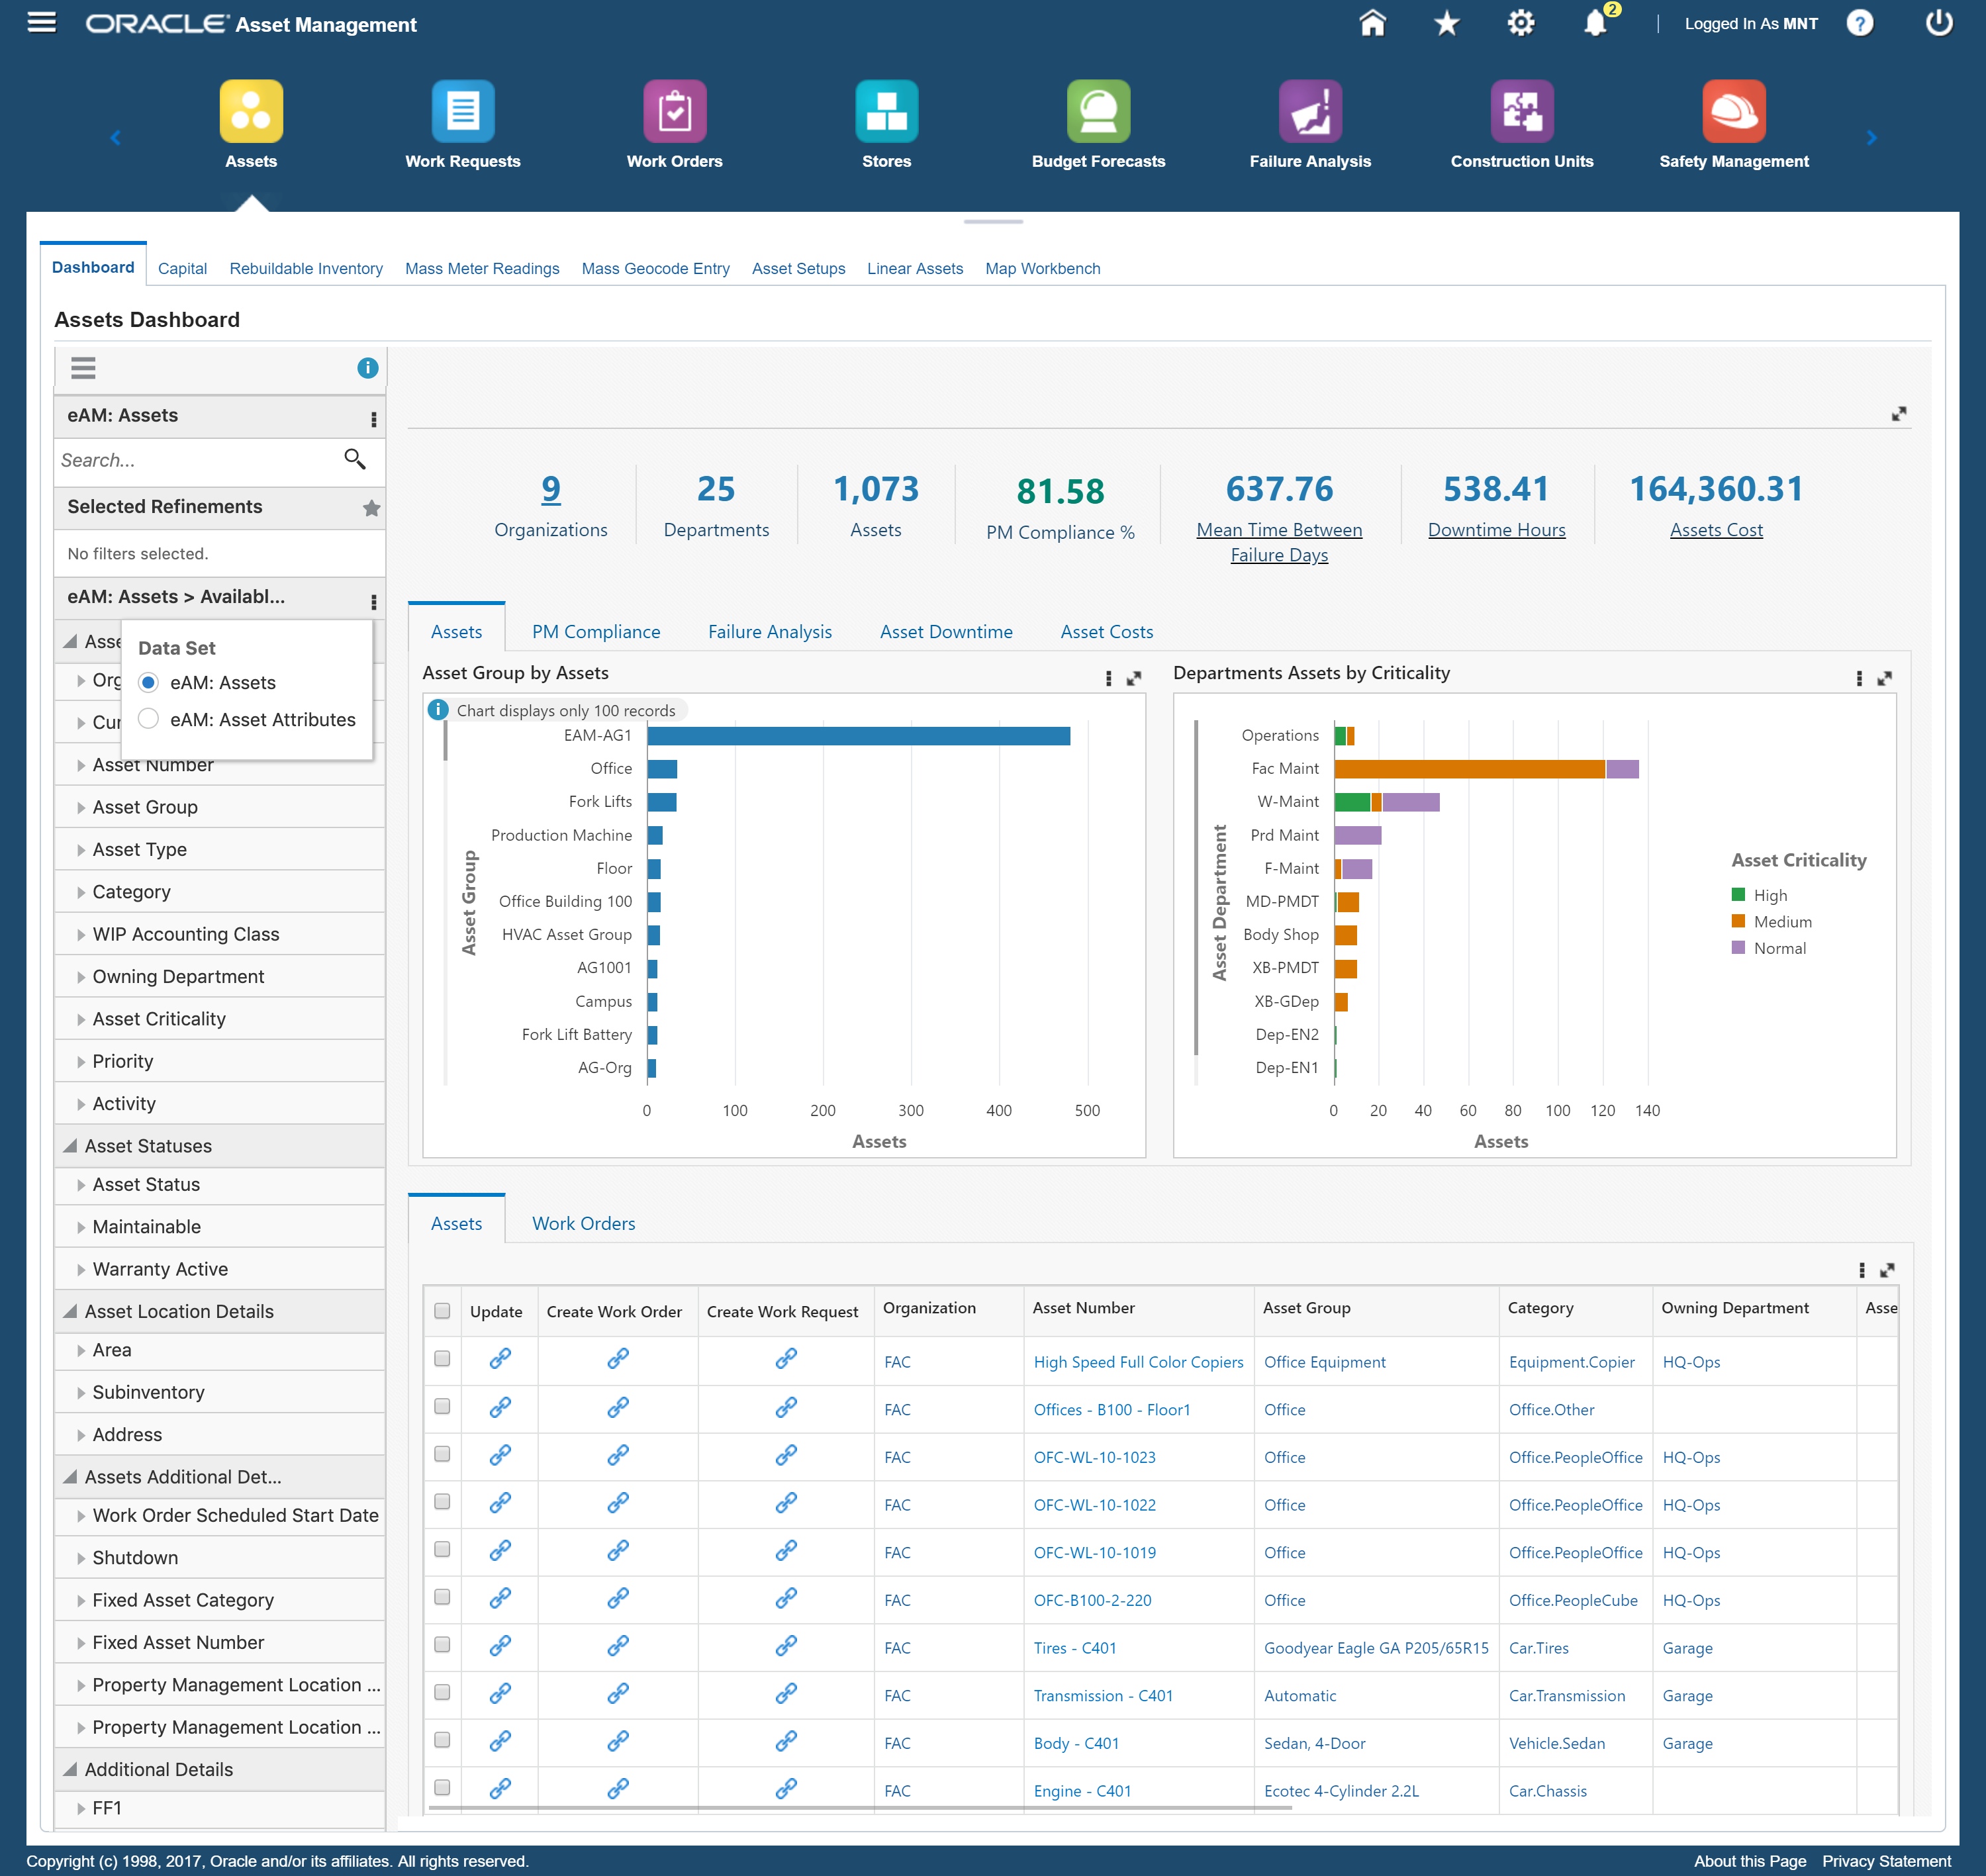 ORACLE® Asset Management
2
Logged In As MNT
?
Assets
Work Requests
Work Orders
Stores
Budget Forecasts
Failure Analysis
Construction Units
Safety Management
Dashboard
Capital
Rebuildable Inventory
Mass Meter Readings
Mass Geocode Entry
Asset Setups
Linear Assets
Map Workbench
Assets Dashboard
i
eAM: Assets
Search...
Selected Refinements
No filters selected.
eAM: Assets > Availabl...
Asse
Org
Cur
Data Set
eAM: Assets
eAM: Asset Attributes
Asset Number
Asset Group
Asset Type
Category
WIP Accounting Class
Owning Department
Asset Criticality
Priority
Activity
Asset Statuses
Asset Status
Maintainable
Warranty Active
Asset Location Details
Area
Subinventory
Address
Assets Additional Det...
Work Order Scheduled Start Date
Shutdown
Fixed Asset Category
Fixed Asset Number
Property Management Location ...
Property Management Location ...
Additional Details
FF1
9
Organizations
25
Departments
1,073
Assets
81.58
PM Compliance %
637.76
Mean Time Between
Failure Days
538.41
Downtime Hours
164,360.31
Assets Cost
Assets
PM Compliance
Failure Analysis
Asset Downtime
Asset Costs
Asset Group by Assets
i Chart displays only 100 records
Asset Group
EAM-AG1
Office
Fork Lifts
Production Machine
Floor
Office Building 100
HVAC Asset Group
AG1001
Campus
Fork Lift Battery
AG-Org
0 100 200 300 400 500
Assets
Departments Assets by Criticality
Asset Department
Operations
Fac Maint
W-Maint
Prd Maint
F-Maint
MD-PMDT
Body Shop
XB-PMDT
XB-GDep
Dep-EN2
Dep-EN1
0 20 40 60 80 100 120 140
Assets
Asset Criticality
High
Medium
Normal
Assets
Work Orders
Update Create Work Order Create Work Request Organization Asset Number Asset Group Category Owning Department Asse
FAC High Speed Full Color Copiers Office Equipment Equipment.Copier HQ-Ops
FAC Offices - B100 - Floor1 Office Office.Other
FAC OFC-WL-10-1023 Office Office.PeopleOffice HQ-Ops
FAC OFC-WL-10-1022 Office Office.PeopleOffice HQ-Ops
FAC OFC-WL-10-1019 Office Office.PeopleOffice HQ-Ops
FAC OFC-B100-2-220 Office Office.PeopleCube HQ-Ops
FAC Tires - C401 Goodyear Eagle GA P205/65R15 Car.Tires Garage
FAC Transmission - C401 Automatic Car.Transmission Garage
FAC Body - C401 Sedan, 4-Door Vehicle.Sedan Garage
FAC Engine - C401 Ecotec 4-Cylinder 2.2L Car.Chassis
Copyright (c) 1998, 2017, Oracle and/or its affiliates. All rights reserved.
About this Page Privacy Statement